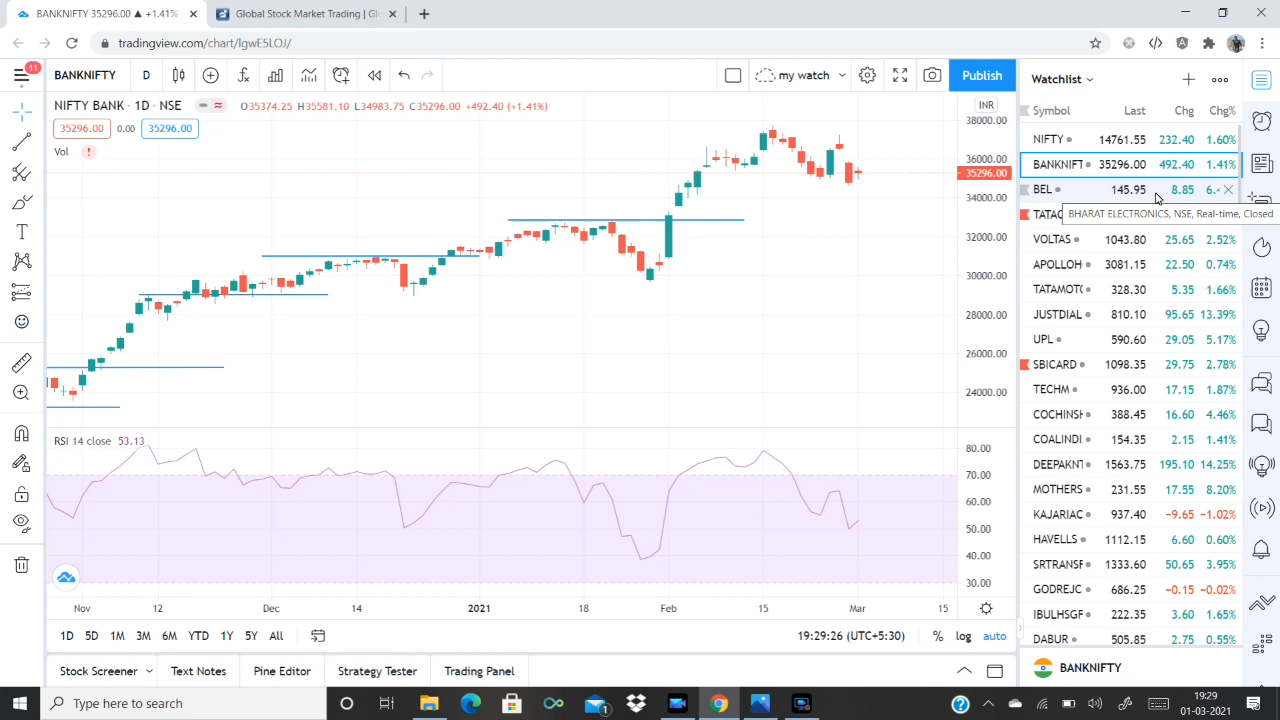 BANKNIFTY 35296.00 ▲ +1.41%
Global Stock Market Trading | Gl
tradingview.com/chart/lgwE5LOJ/
11
BANKNIFTY D
my watch
Publish
NIFTY BANK · 1D · NSE
O35374.25 H35581.10 L34983.75 C35296.00 +492.40 (+1.41%)
35296.00 0.00 35296.00
Vol
INR
38000.00
36000.00
35296.00
34000.00
32000.00
30000.00
28000.00
26000.00
24000.00
RSI 14 close 53.13
80.00
70.00
60.00
50.00
40.00
30.00
Nov 12 Dec 14 2021 18 Feb 15 Mar 15
1D 5D 1M 3M 6M YTD 1Y 5Y All
19:29:26 (UTC+5:30) % log auto
Stock Screener Text Notes Pine Editor Strategy Tester Trading Panel
Watchlist
Symbol Last Chg Chg%
NIFTY 14761.55 232.40 1.60%
BANKNIFT 35296.00 492.40 1.41%
BEL 145.95 8.85 6.4
TATAC
BHARAT ELECTRONICS, NSE, Real-time, Closed
VOLTAS 1043.80 25.65 2.52%
APOLLOH 3081.15 22.50 0.74%
TATAMOT 328.30 5.35 1.66%
JUSTDIAL 810.10 95.65 13.39%
UPL 590.60 29.05 5.17%
SBICARD 1098.35 29.75 2.78%
TECHM 936.00 17.15 1.87%
COCHINSH 388.45 16.60 4.46%
COALINDI 154.35 2.15 1.41%
DEEPAKNT 1563.75 195.10 14.25%
MOTHERS 231.55 17.55 8.20%
KAJARIAC 937.40 −9.65 −1.02%
HAVELLS 1112.15 6.60 0.60%
SRTRANSF 1333.60 50.65 3.95%
GODREJC 686.25 −0.15 −0.02%
IBULHSGF 222.35 3.60 1.65%
DABUR 505.85 2.75 0.55%
BANKNIFTY
Type here to search
1
19:29
01-03-2021